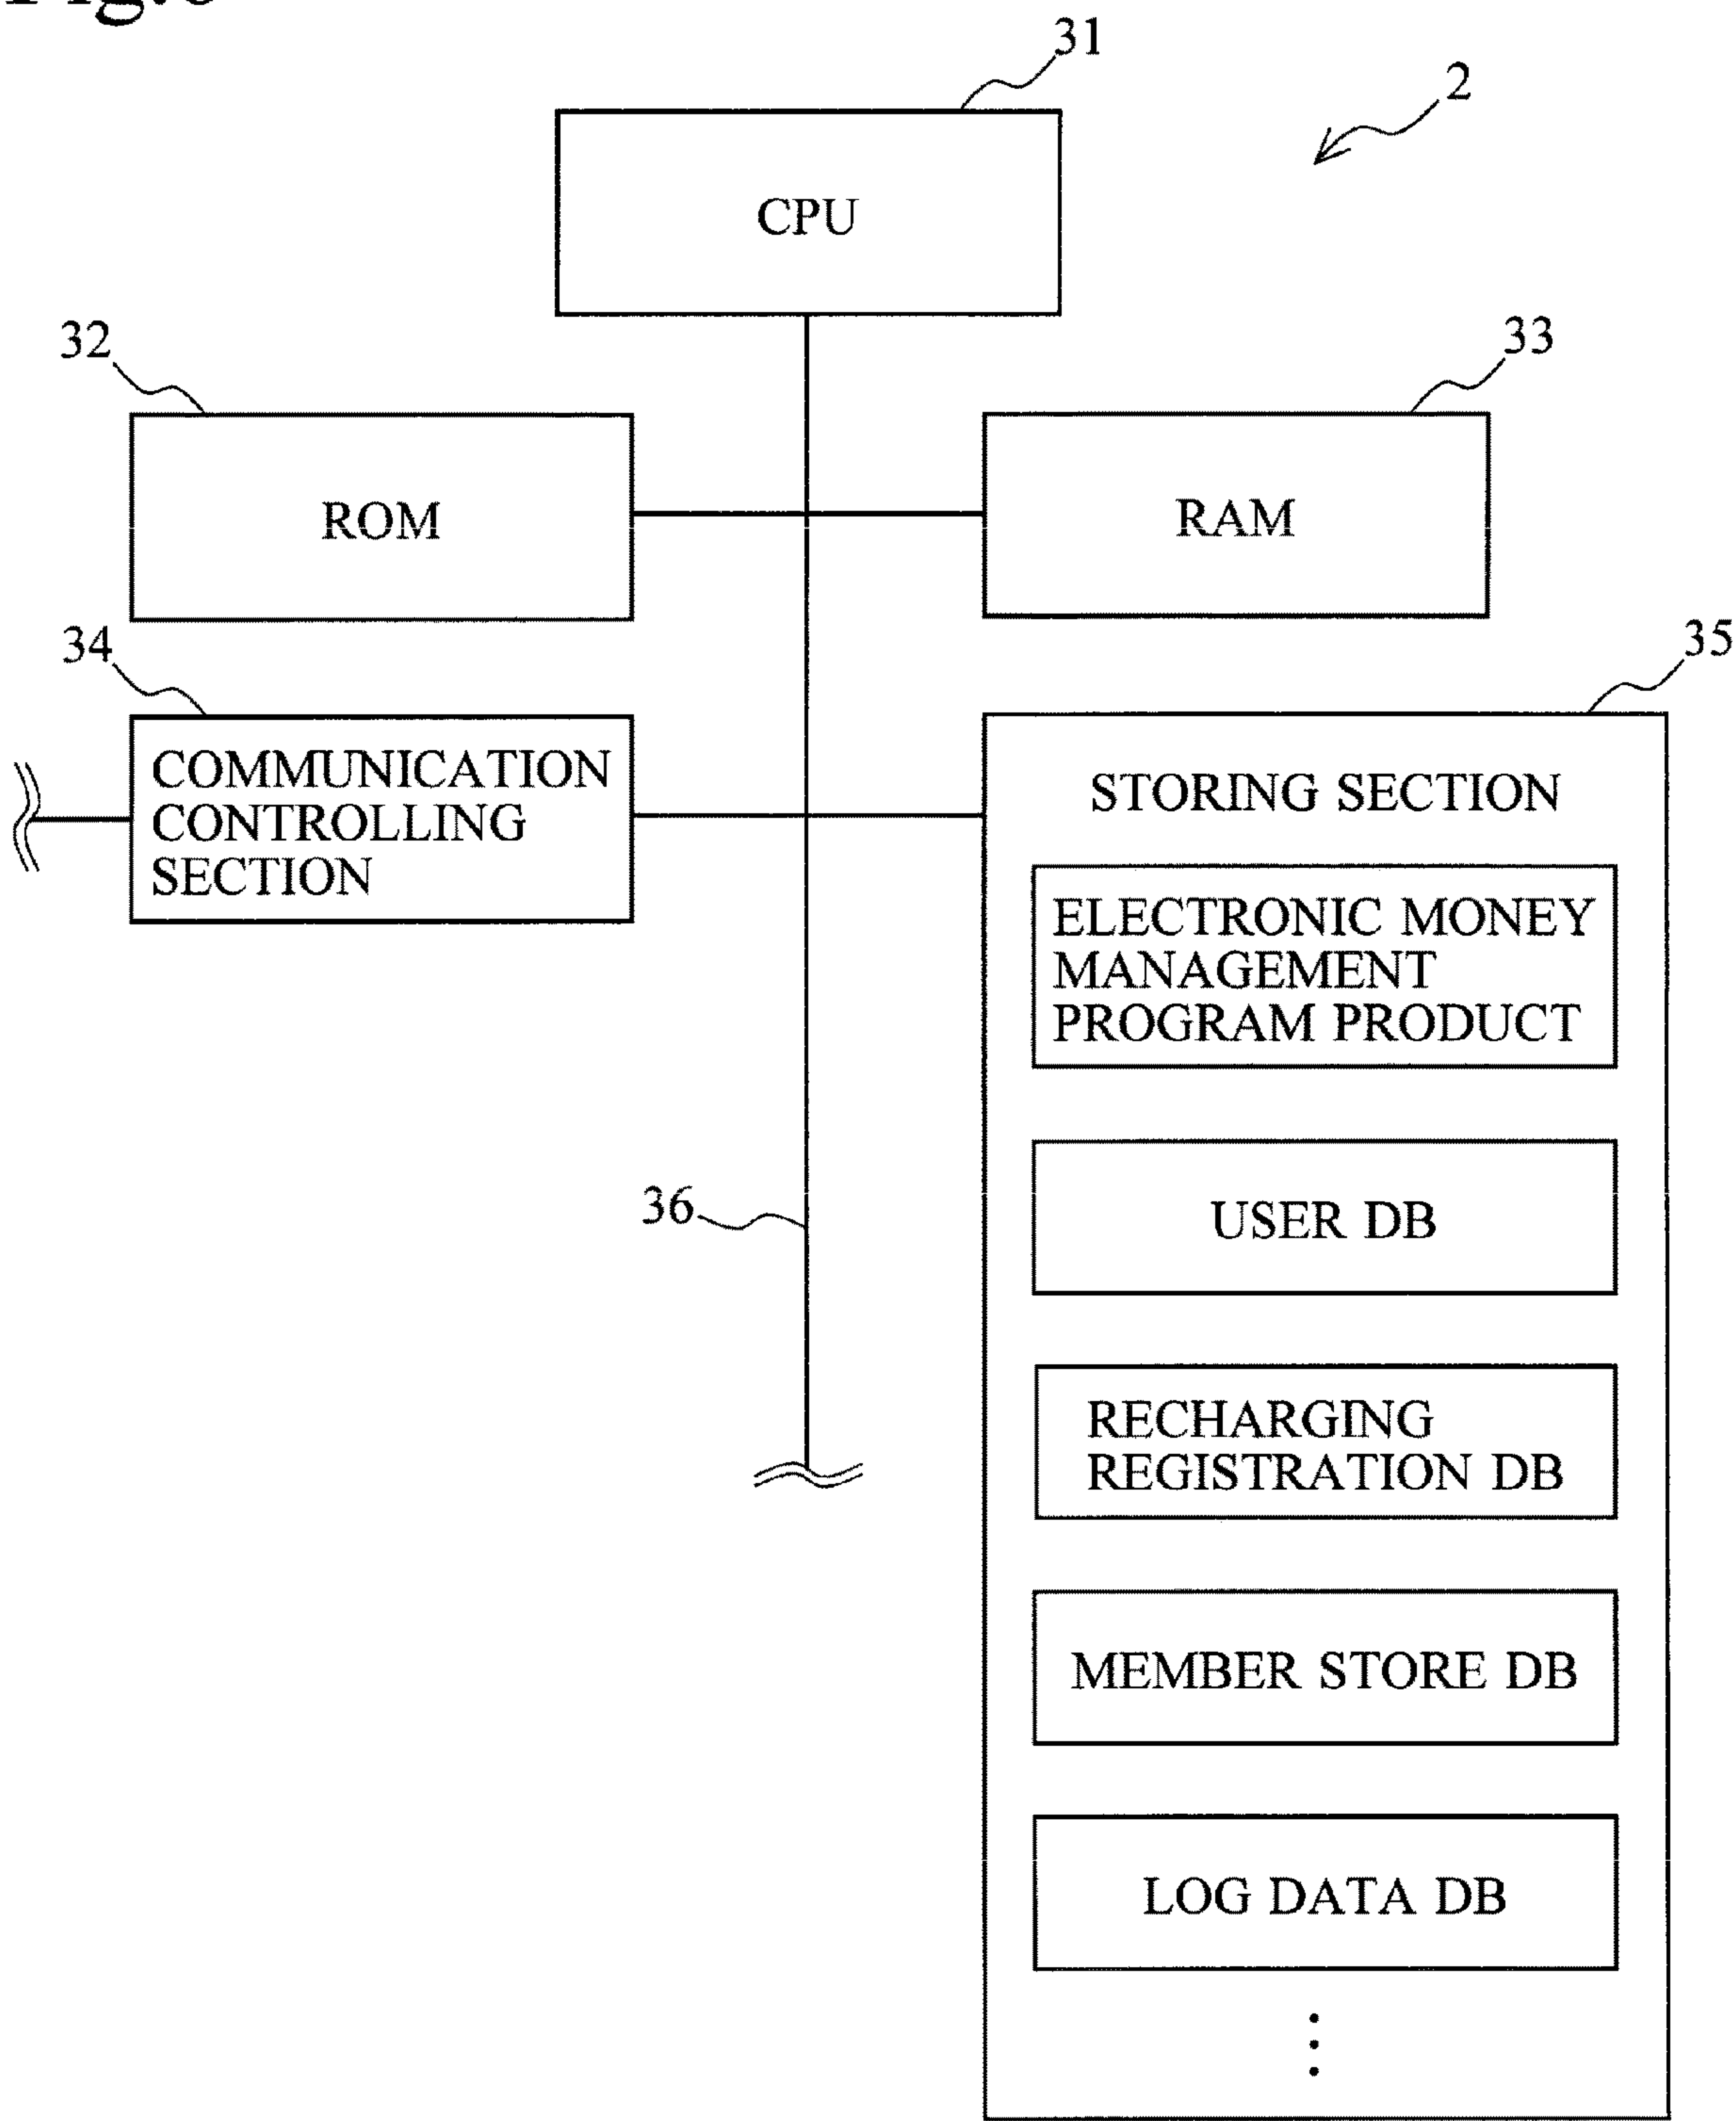 31
2
CPU
32
33
ROM
RAM
34
35
COMMUNICATION
CONTROLLING
SECTION
STORING SECTION
ELECTRONIC MONEY
MANAGEMENT
PROGRAM PRODUCT
36
USER DB
RECHARGING
REGISTRATION DB
MEMBER STORE DB
LOG DATA DB